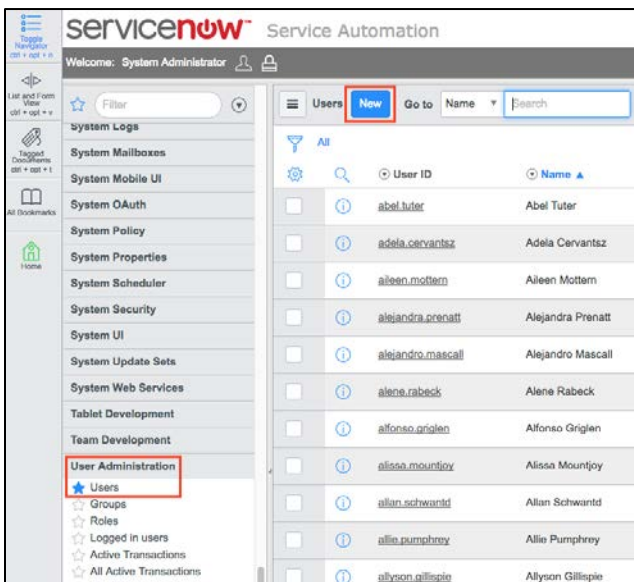 Toggle
Navigator
ctrl + opt + n
List and Form
View
ctrl + opt + v
Tagged
Documents
ctrl + opt + t
All Bookmarks
Home
servicenow™ Service Automation
Welcome: System Administrator
Filter
System Logs
System Mailboxes
System Mobile UI
System OAuth
System Policy
System Properties
System Scheduler
System Security
System UI
System Update Sets
System Web Services
Tablet Development
Team Development
User Administration
Users
Groups
Roles
Logged in users
Active Transactions
All Active Transactions
Users New Go to Name Search
All
User ID Name
abel.tuter Abel Tuter
adela.cervantsz Adela Cervantsz
aileen.mottern Aileen Mottern
alejandra.prenatt Alejandra Prenatt
alejandro.mascall Alejandro Mascall
alene.rabeck Alene Rabeck
alfonso.griglen Alfonso Griglen
alissa.mountjoy Alissa Mountjoy
allan.schwantd Allan Schwantd
allie.pumphrey Allie Pumphrey
allyson.gillispie Allyson Gillispie